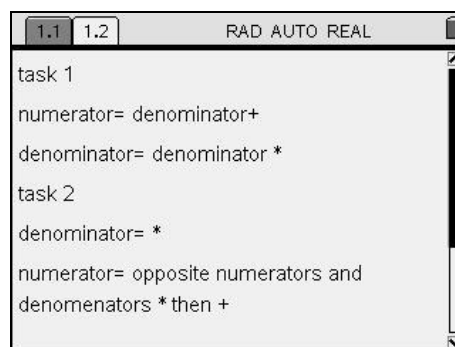 1.1 1.2 RAD AUTO REAL
task 1
numerator= denominator+
denominator= denominator *
task 2
denominator= *
numerator= opposite numerators and
denomenators * then +